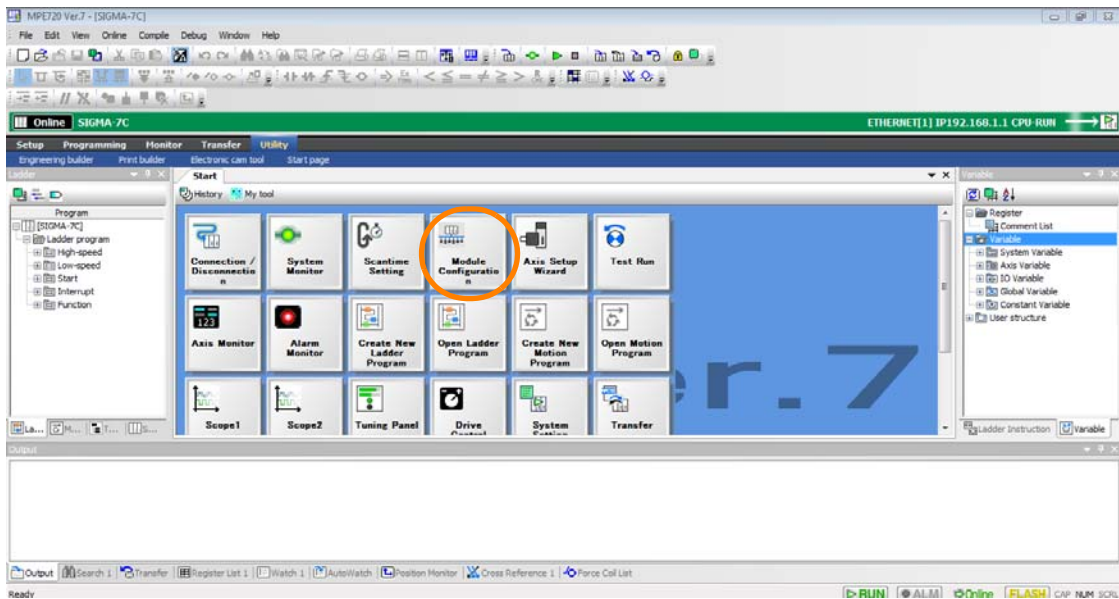 MPE720 Ver.7 - [SIGMA-7C]
File Edit View Online Compile Debug Window Help
Online SIGMA-7C ETHERNET[1] IP192.168.1.1 CPU-RUN
Setup Programming Monitor Transfer Utility
Engineering builder Print builder Electronic cam tool Start page
Ladder
Start
Variable
History My tool
Program
[SIGMA-7C]
Ladder program
High-speed
Low-speed
Start
Interrupt
Function
Connection /
Disconnectio
n
System
Monitor
Scantime
Setting
Module
Configuratio
n
Axis Setup
Wizard
Test Run
Axis Monitor
Alarm
Monitor
Create New
Ladder
Program
Open Ladder
Program
Create New
Motion
Program
Open Motion
Program
Scope1
Scope2
Tuning Panel
Drive
Control
System
Setting
Transfer
er.7
Register
Comment List
Variable
System Variable
Axis Variable
IO Variable
Global Variable
Constant Variable
User structure
La... M... T... S...
Ladder Instruction Variable
Output
Output Search 1 Transfer Register List 1 Watch 1 AutoWatch Position Monitor Cross Reference 1 Force Coil List
Ready RUN ALM Online FLASH CAP NUM SCRL